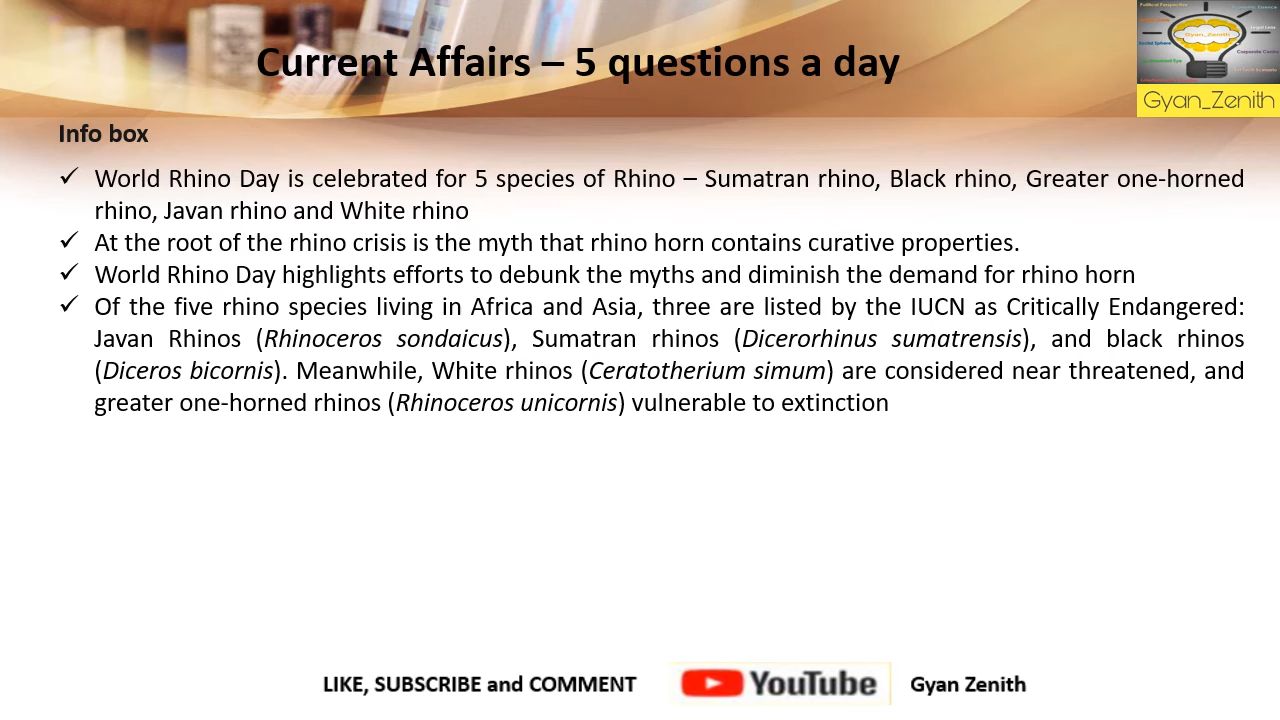 Current Affairs – 5 questions a day
Gyan_Zenith
Gyan_Zenith
Info box
✓ World Rhino Day is celebrated for 5 species of Rhino – Sumatran rhino, Black rhino, Greater one-horned
rhino, Javan rhino and White rhino
✓ At the root of the rhino crisis is the myth that rhino horn contains curative properties.
✓ World Rhino Day highlights efforts to debunk the myths and diminish the demand for rhino horn
✓ Of the five rhino species living in Africa and Asia, three are listed by the IUCN as Critically Endangered:
Javan Rhinos (Rhinoceros sondaicus), Sumatran rhinos (Dicerorhinus sumatrensis), and black rhinos
(Diceros bicornis). Meanwhile, White rhinos (Ceratotherium simum) are considered near threatened, and
greater one-horned rhinos (Rhinoceros unicornis) vulnerable to extinction
LIKE, SUBSCRIBE and COMMENT
YouTube
Gyan Zenith